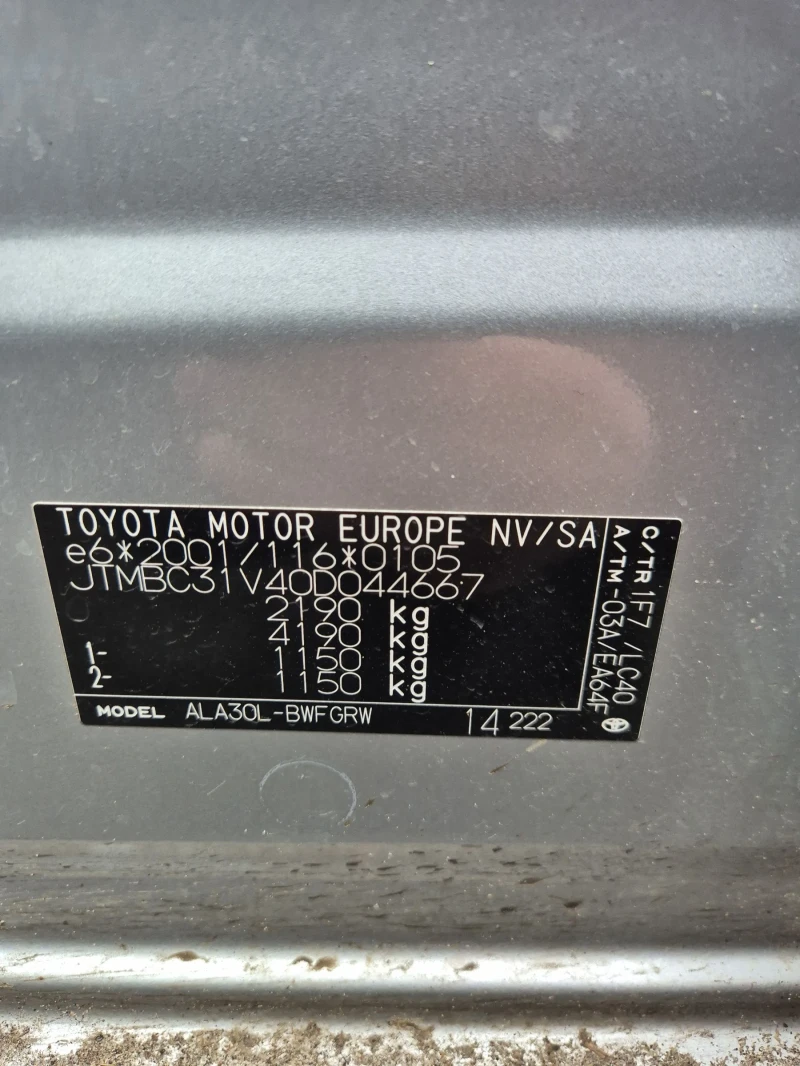 TOYOTA MOTOR EUROPE NV/SA
e6*2001/116*0105
JTMBC31V40D044667
2190 kg
4190 kg
1- 1150 kg
2- 1150 kg
MODEL ALA30L-BWFGRW 14 222
C/TR 1F7 /LC40
A/TM -03A/EA64F